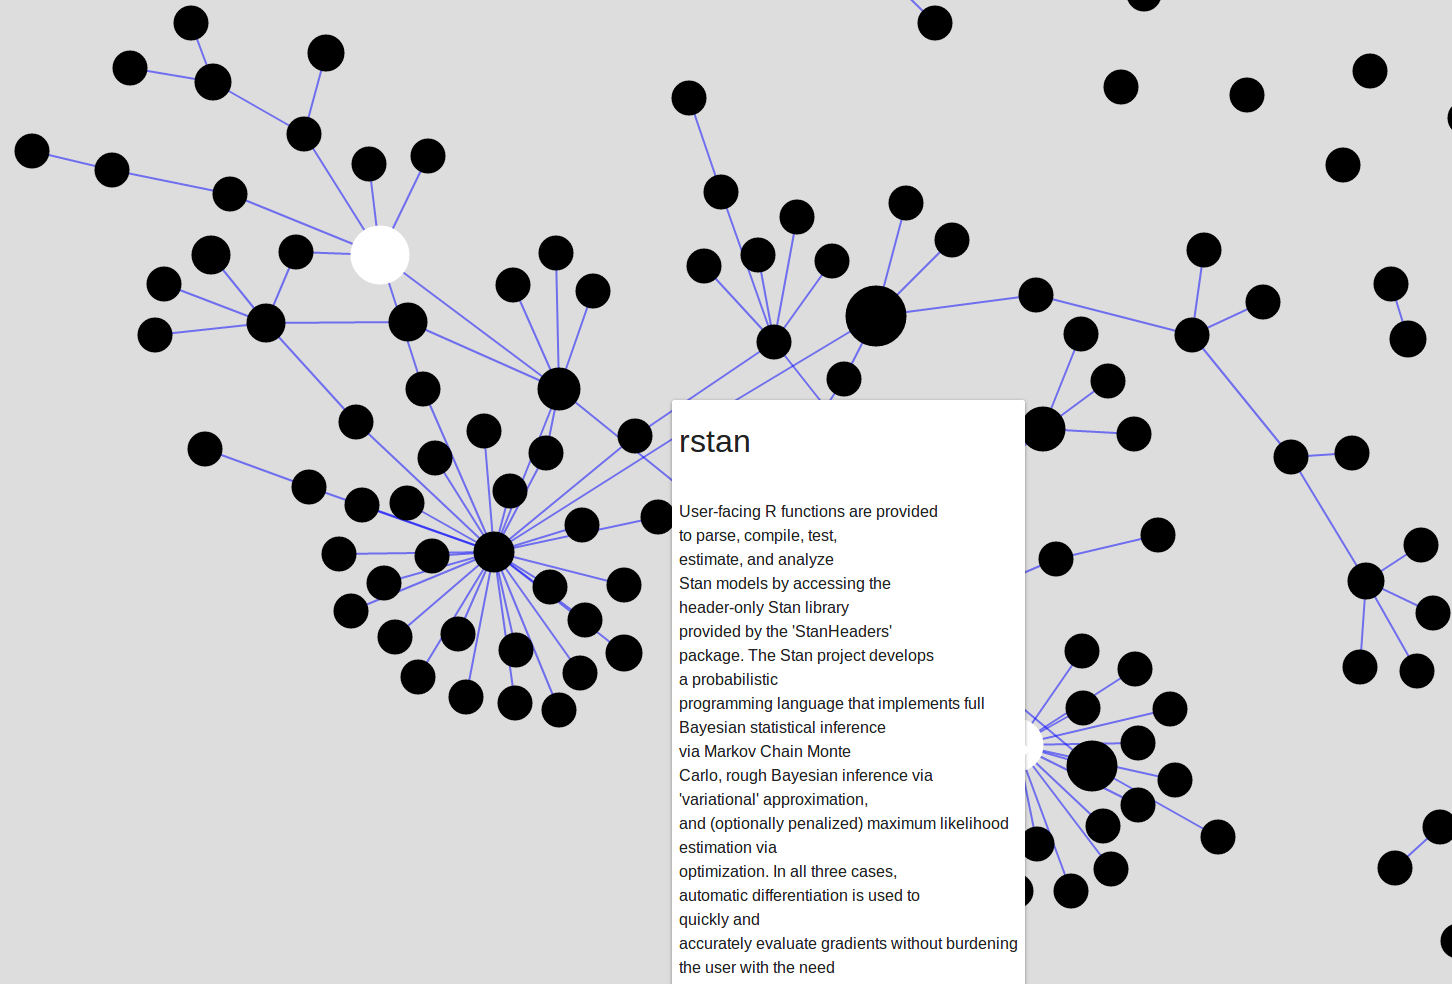 rstan
User-facing R functions are provided
to parse, compile, test,
estimate, and analyze
Stan models by accessing the
header-only Stan library
provided by the 'StanHeaders'
package. The Stan project develops
a probabilistic
programming language that implements full
Bayesian statistical inference
via Markov Chain Monte
Carlo, rough Bayesian inference via
'variational' approximation,
and (optionally penalized) maximum likelihood
estimation via
optimization. In all three cases,
automatic differentiation is used to
quickly and
accurately evaluate gradients without burdening
the user with the need